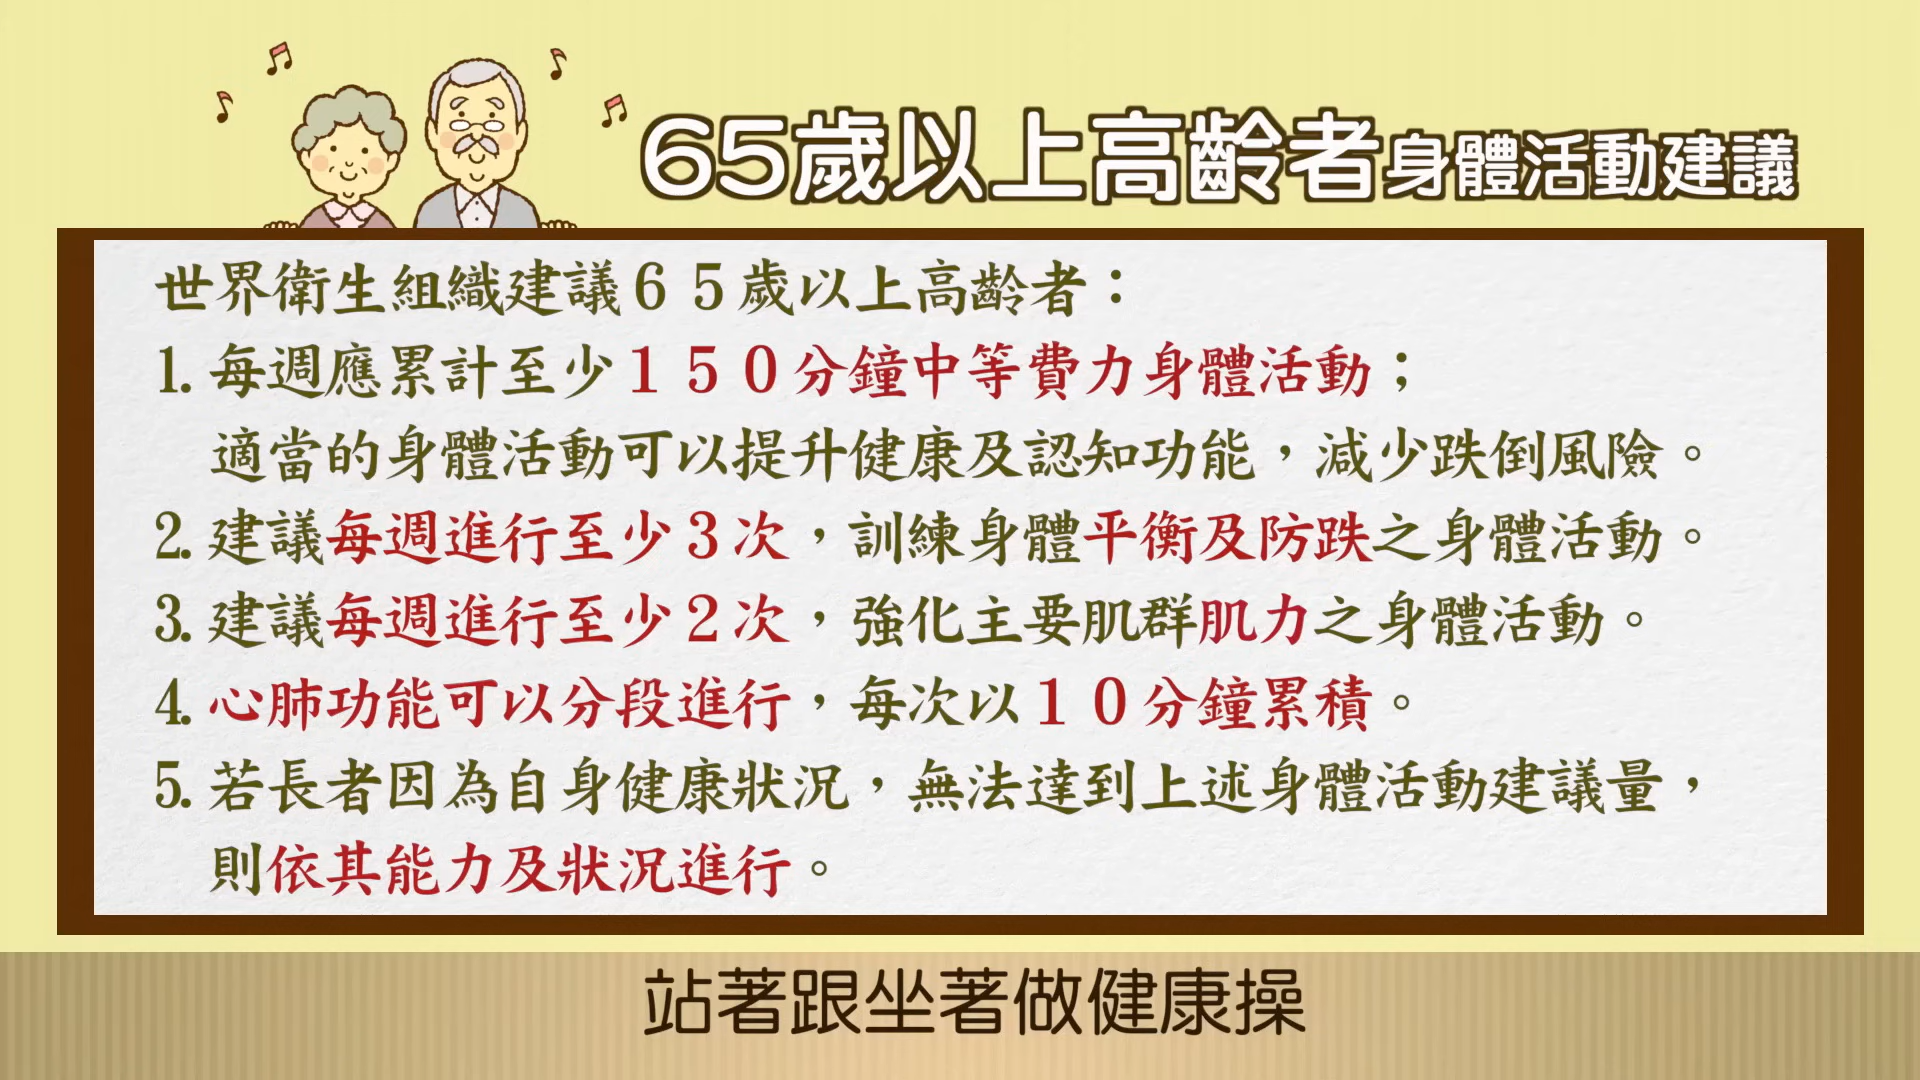 65歲以上高齡者身體活動建議
世界衛生組織建議65歲以上高齡者：
1. 每週應累計至少150分鐘中等費力身體活動；
適當的身體活動可以提升健康及認知功能，減少跌倒風險。
2. 建議每週進行至少3次，訓練身體平衡及防跌之身體活動。
3. 建議每週進行至少2次，強化主要肌群肌力之身體活動。
4. 心肺功能可以分段進行，每次以10分鐘累積。
5. 若長者因為自身健康狀況，無法達到上述身體活動建議量，
則依其能力及狀況進行。
站著跟坐著做健康操